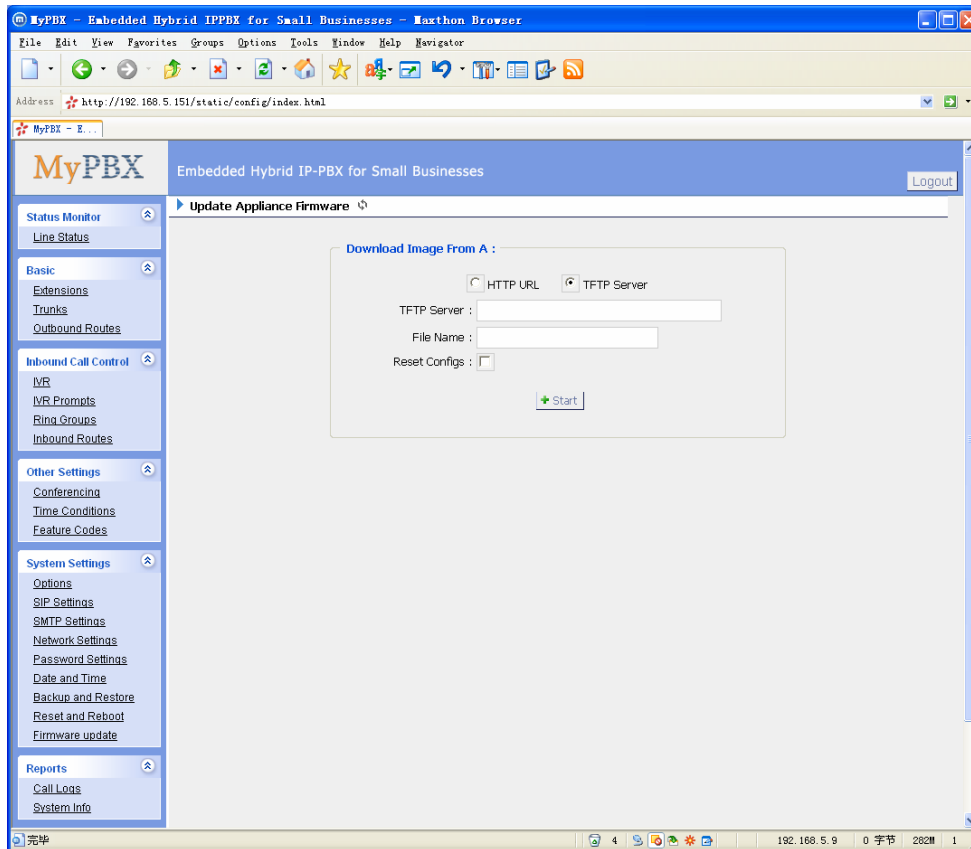 MyPBX - Embedded Hybrid IPPBX for Small Businesses - Maxthon Browser
File Edit View Favorites Groups Options Tools Window Help Navigator
Address http://192.168.5.151/static/config/index.html
MyPBX - E...
MyPBX
Embedded Hybrid IP-PBX for Small Businesses
Logout
Update Appliance Firmware
Status Monitor
Line Status
Basic
Extensions
Trunks
Outbound Routes
Inbound Call Control
IVR
IVR Prompts
Ring Groups
Inbound Routes
Other Settings
Conferencing
Time Conditions
Feature Codes
System Settings
Options
SIP Settings
SMTP Settings
Network Settings
Password Settings
Date and Time
Backup and Restore
Reset and Reboot
Firmware update
Reports
Call Logs
System Info
Download Image From A :
HTTP URL TFTP Server
TFTP Server :
File Name :
Reset Configs :
Start
完毕 4 192.168.5.9 0 字节 282M 1